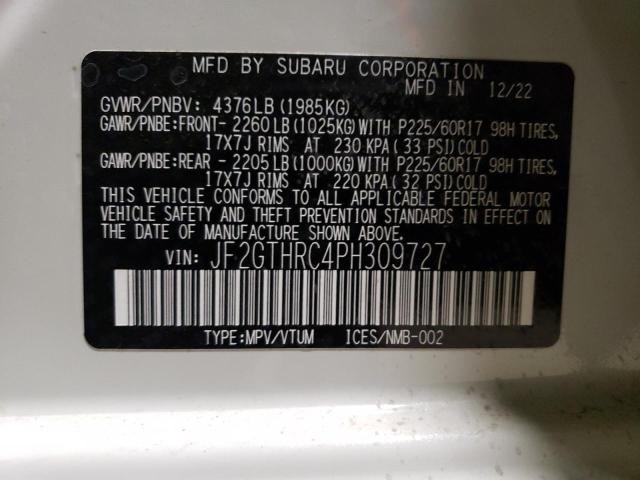 MFD BY SUBARU CORPORATION
MFD IN 12/22
GVWR/PNBV: 4376LB (1985KG)
GAWR/PNBE:FRONT- 2260 LB (1025KG) WITH P225/60R17 98H TIRES,
17X7J RIMS AT 230 KPA ( 33 PSI) COLD
GAWR/PNBE:REAR - 2205 LB (1000KG) WITH P225/60R17 98H TIRES,
17X7J RIMS AT 220 KPA ( 32 PSI) COLD
THIS VEHICLE CONFORMS TO ALL APPLICABLE FEDERAL MOTOR
VEHICLE SAFETY AND THEFT PREVENTION STANDARDS IN EFFECT
ON THE DATE OF MANUFACTURE SHOWN ABOVE.
VIN: JF2GTHRC4PH309727
TYPE:MPV/VTUM ICES/NMB-002